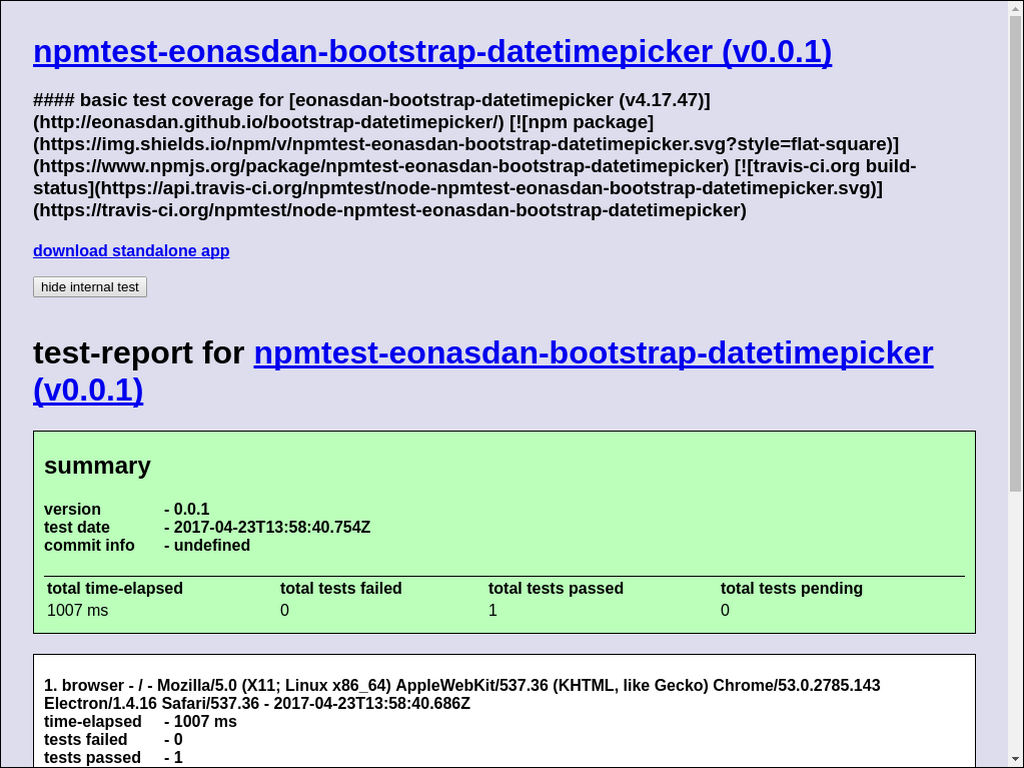 npmtest-eonasdan-bootstrap-datetimepicker (v0.0.1)
#### basic test coverage for [eonasdan-bootstrap-datetimepicker (v4.17.47)]
(http://eonasdan.github.io/bootstrap-datetimepicker/) [![npm package]
(https://img.shields.io/npm/v/npmtest-eonasdan-bootstrap-datetimepicker.svg?style=flat-square)]
(https://www.npmjs.org/package/npmtest-eonasdan-bootstrap-datetimepicker) [![travis-ci.org build-
status](https://api.travis-ci.org/npmtest/node-npmtest-eonasdan-bootstrap-datetimepicker.svg)]
(https://travis-ci.org/npmtest/node-npmtest-eonasdan-bootstrap-datetimepicker)
download standalone app
hide internal test
test-report for npmtest-eonasdan-bootstrap-datetimepicker
(v0.0.1)
summary
version - 0.0.1
test date - 2017-04-23T13:58:40.754Z
commit info - undefined
total time-elapsed total tests failed total tests passed total tests pending
1007 ms 0 1 0
1. browser - / - Mozilla/5.0 (X11; Linux x86_64) AppleWebKit/537.36 (KHTML, like Gecko) Chrome/53.0.2785.143
Electron/1.4.16 Safari/537.36 - 2017-04-23T13:58:40.686Z
time-elapsed - 1007 ms
tests failed - 0
tests passed - 1